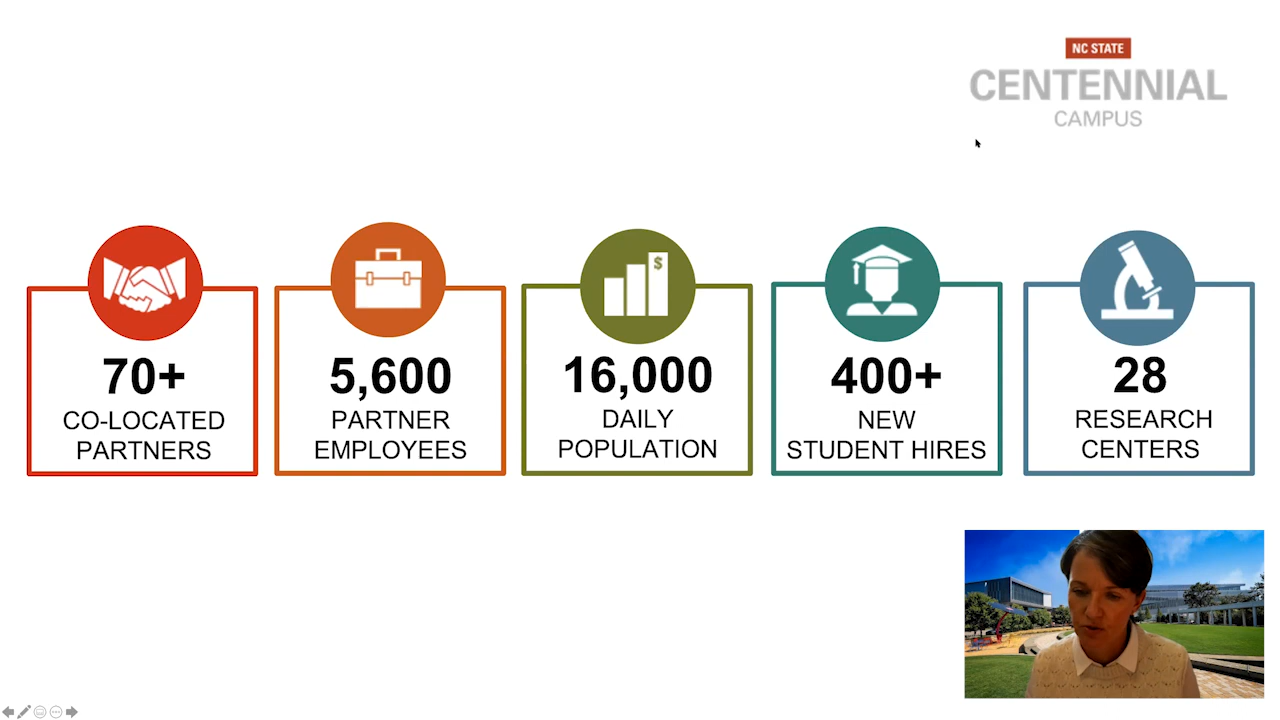 NC STATE
CENTENNIAL
CAMPUS
70+
CO-LOCATED
PARTNERS
5,600
PARTNER
EMPLOYEES
$
16,000
DAILY
POPULATION
400+
NEW
STUDENT HIRES
28
RESEARCH
CENTERS